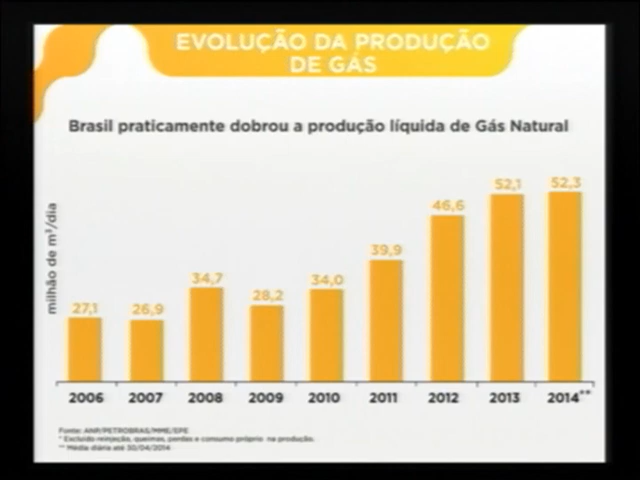 EVOLUÇÃO DA PRODUÇÃO
DE GÁS
Brasil praticamente dobrou a produção líquida de Gás Natural
milhão de m³/dia
27,1
26,9
34,7
28,2
34,0
39,9
46,6
52,1
52,3
2006
2007
2008
2009
2010
2011
2012
2013
2014**
Fonte: ANP/PETROBRAS/MME/EPE
* Excluído reinjeção, queimas, perdas e consumo próprio na produção.
** Média diária até 30/04/2014